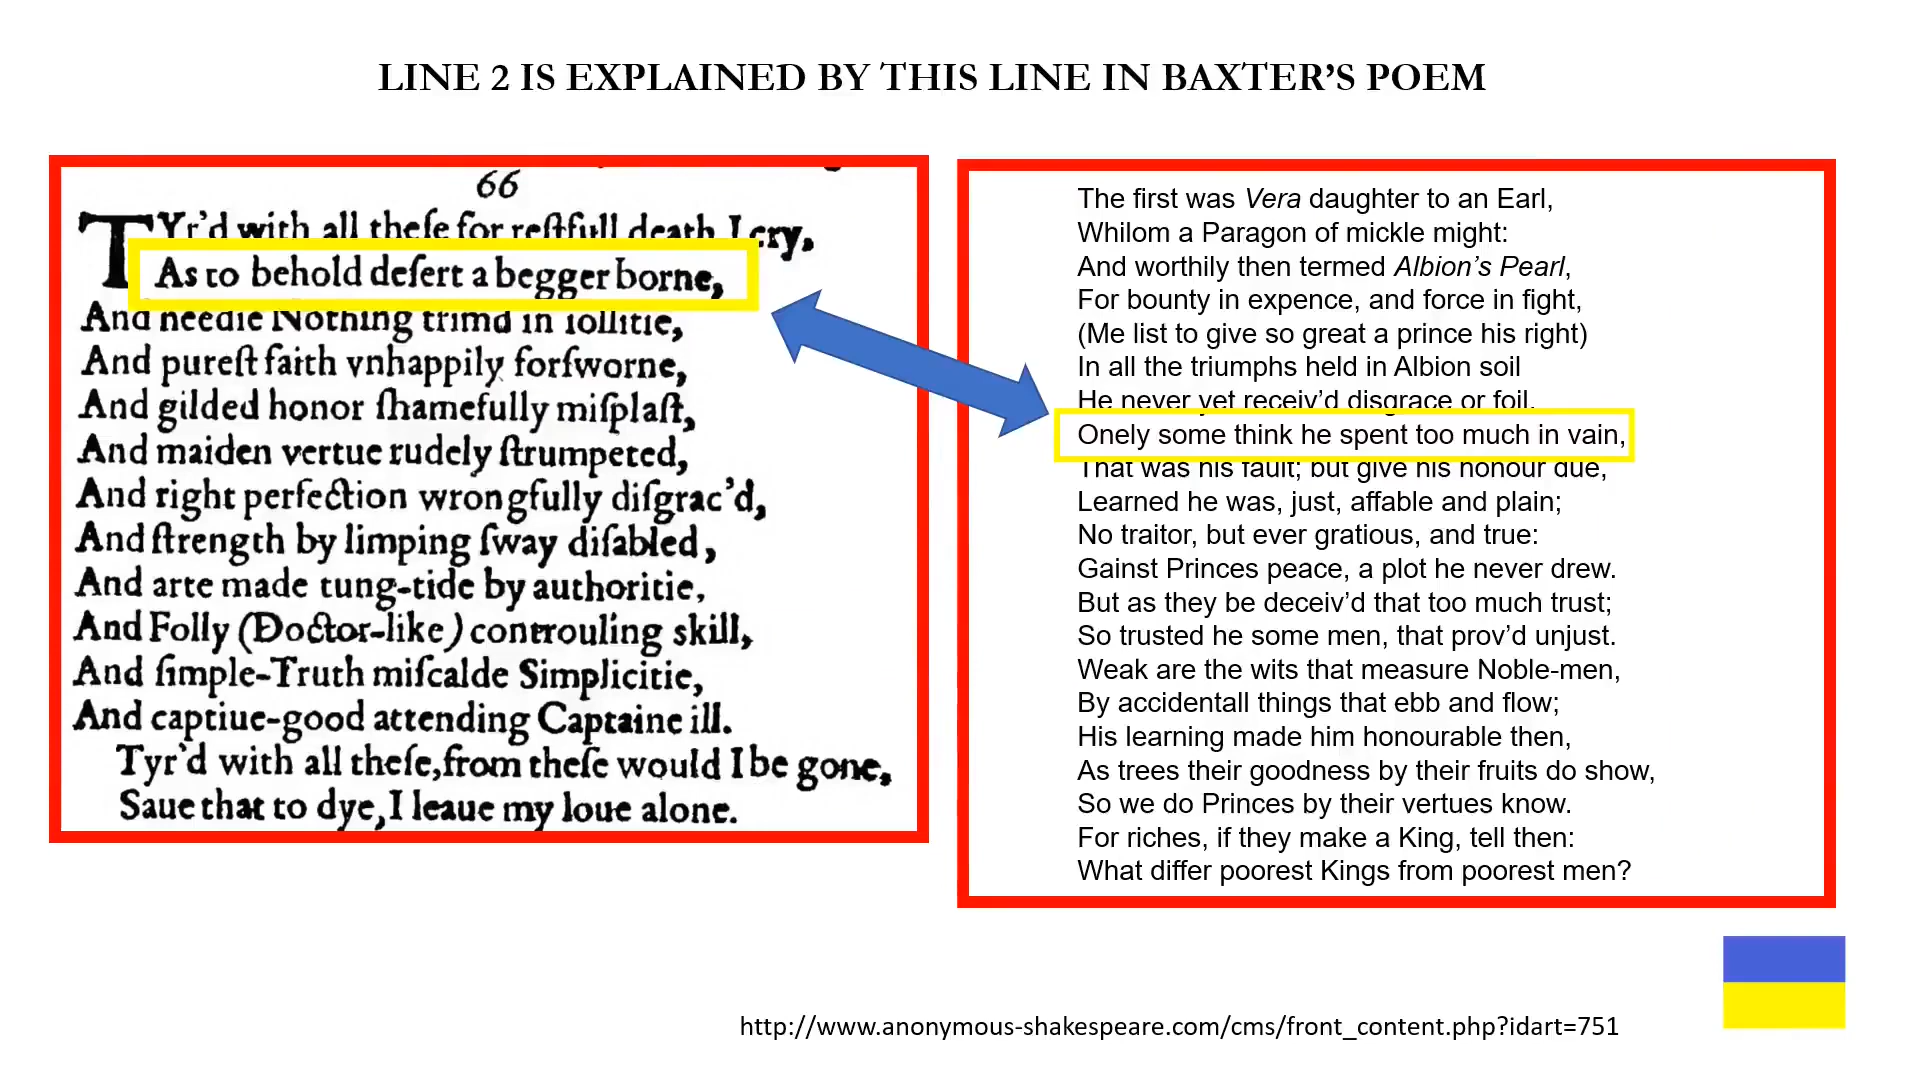 LINE 2 IS EXPLAINED BY THIS LINE IN BAXTER’S POEM
66
TYr’d with all theſe for reſtfull death I cry,
As to behold deſert a begger borne,
And needie Nothing trimd in iollitie,
And pureſt faith vnhappily forſworne,
And gilded honor ſhamefully miſplaſt,
And maiden vertue rudely ſtrumpeted,
And right perfection wrongfully diſgrac’d,
And ſtrength by limping ſway diſabled,
And arte made tung-tide by authoritie,
And Folly (Doctor-like) controuling skill,
And ſimple-Truth miſcalde Simplicitie,
And captiue-good attending Captaine ill.
Tyr’d with all theſe, from theſe would I be gone,
Saue that to dye, I leaue my loue alone.
The first was Vera daughter to an Earl,
Whilom a Paragon of mickle might:
And worthily then termed Albion’s Pearl,
For bounty in expence, and force in fight,
(Me list to give so great a prince his right)
In all the triumphs held in Albion soil
He never yet receiv’d disgrace or foil.
Onely some think he spent too much in vain,
That was his fault; but give his honour due,
Learned he was, just, affable and plain;
No traitor, but ever gratious, and true:
Gainst Princes peace, a plot he never drew.
But as they be deceiv’d that too much trust;
So trusted he some men, that prov’d unjust.
Weak are the wits that measure Noble-men,
By accidentall things that ebb and flow;
His learning made him honourable then,
As trees their goodness by their fruits do show,
So we do Princes by their vertues know.
For riches, if they make a King, tell then:
What differ poorest Kings from poorest men?
http://www.anonymous-shakespeare.com/cms/front_content.php?idart=751